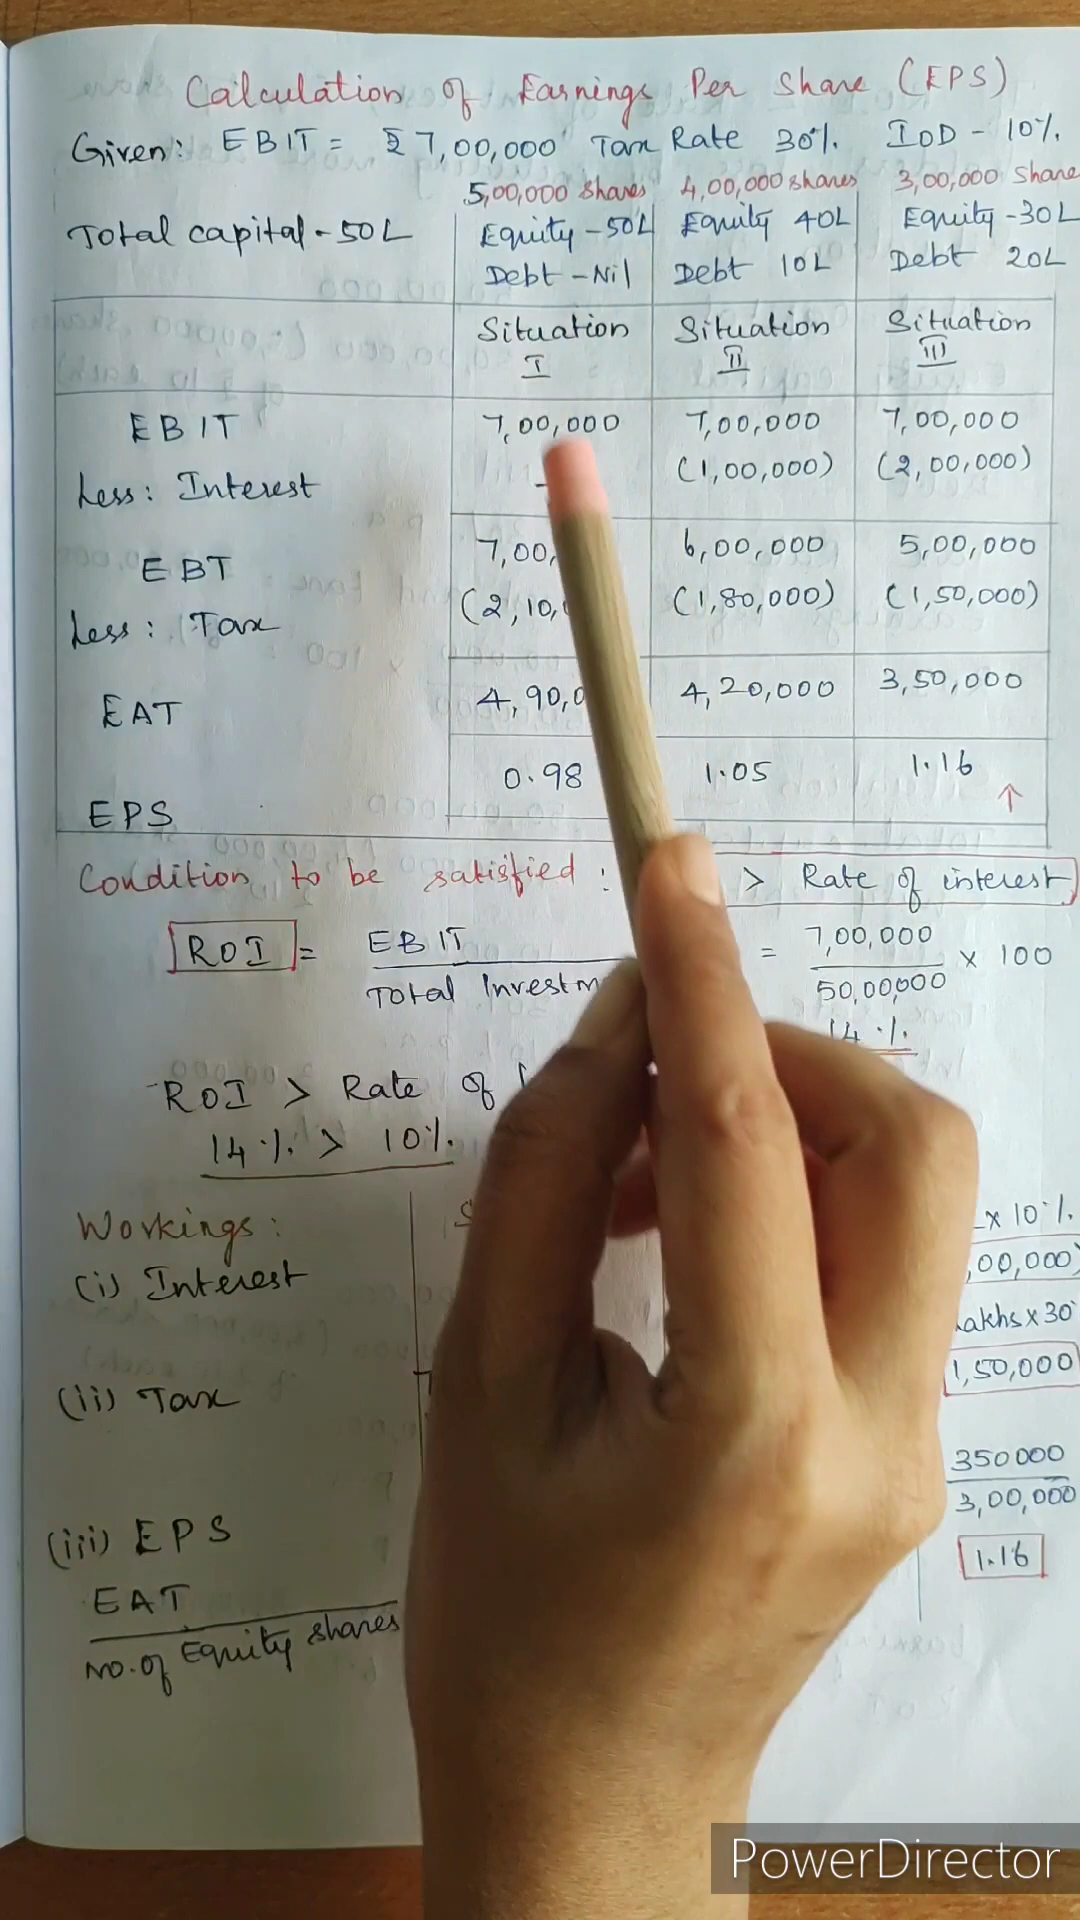 Calculation of Earnings Per Share (EPS)
Given: EBIT = ₹ 7,00,000 Tax Rate 30% IOD - 10%
5,00,000 shares 4,00,000 shares 3,00,000 Share
Total capital - 50L Equity - 50L Equity 40L Equity - 30L
Debt - Nil Debt 10L Debt 20L
Situation Situation Situation
I II III
EBIT 7,00,000 7,00,000 7,00,000
Less: Interest - (1,00,000) (2,00,000)
EBT 7,00, 6,00,000 5,00,000
Less: Tax (2,10, (1,80,000) (1,50,000)
EAT 4,90,0 4,20,000 3,50,000
EPS 0.98 1.05 1.16 ↑
Condition to be satisfied : > Rate of interest
ROI = EBIT = 7,00,000 × 100
Total Investm 50,00,000
14%
ROI > Rate of
14% > 10%
Workings: S × 10%
(i) Interest ,00,000)
akhs × 30
(ii) Tax 1,50,000
350000
3,00,000
(iii) EPS 1.16
EAT
No. of Equity shares
PowerDirector